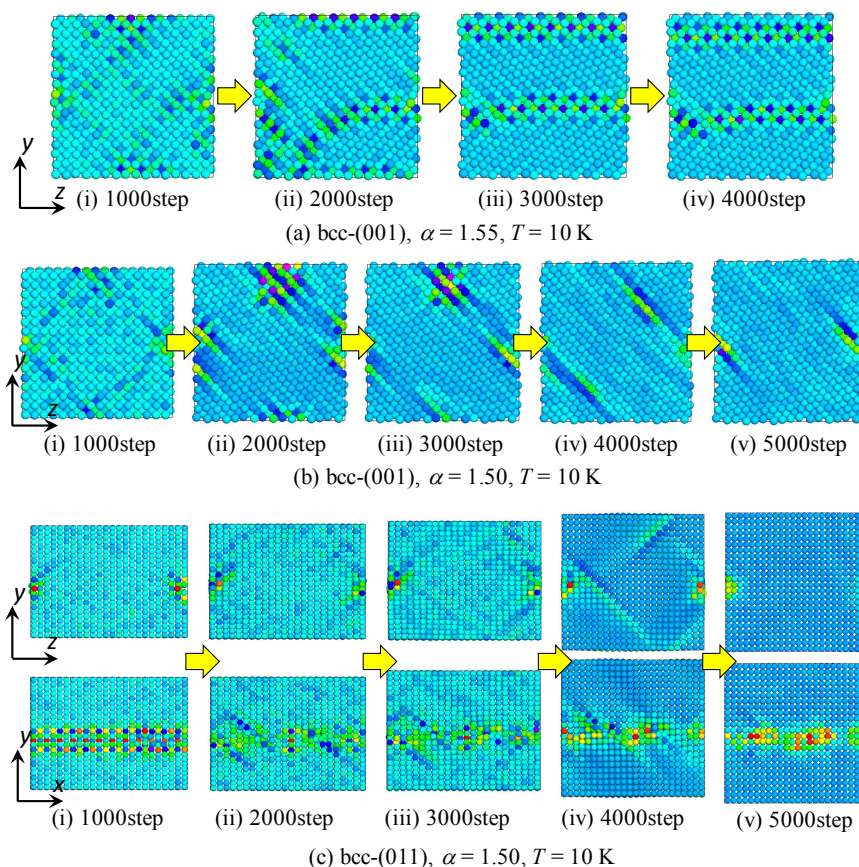 y
z
(i) 1000step (ii) 2000step (iii) 3000step (iv) 4000step
(a) bcc-(001), α = 1.55, T = 10 K
y
z
(i) 1000step (ii) 2000step (iii) 3000step (iv) 4000step (v) 5000step
(b) bcc-(001), α = 1.50, T = 10 K
y
z
y
x
(i) 1000step (ii) 2000step (iii) 3000step (iv) 4000step (v) 5000step
(c) bcc-(011), α = 1.50, T = 10 K